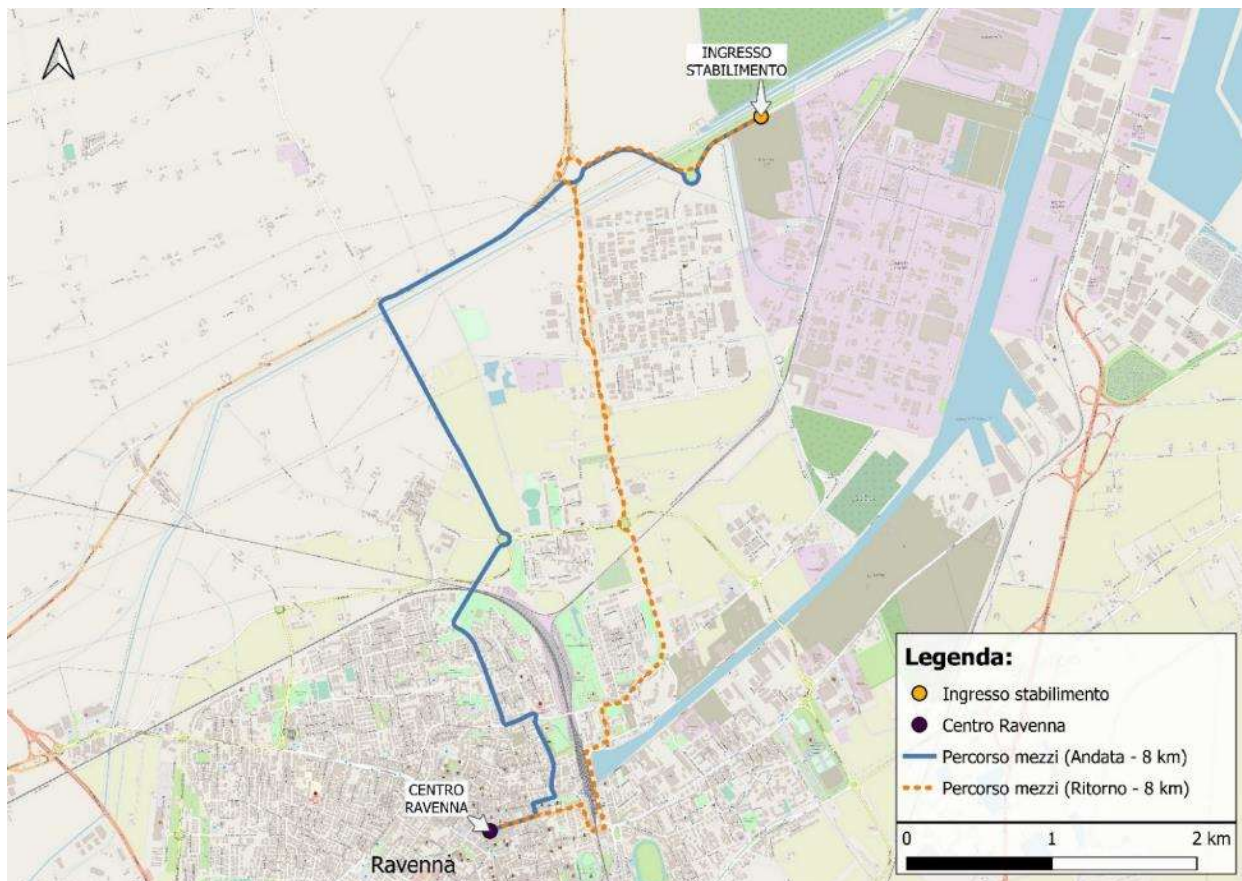 INGRESSO
STABILIMENTO
CENTRO
RAVENNA
Ravenna
Legenda:
Ingresso stabilimento
Centro Ravenna
Percorso mezzi (Andata - 8 km)
Percorso mezzi (Ritorno - 8 km)
0 1 2 km